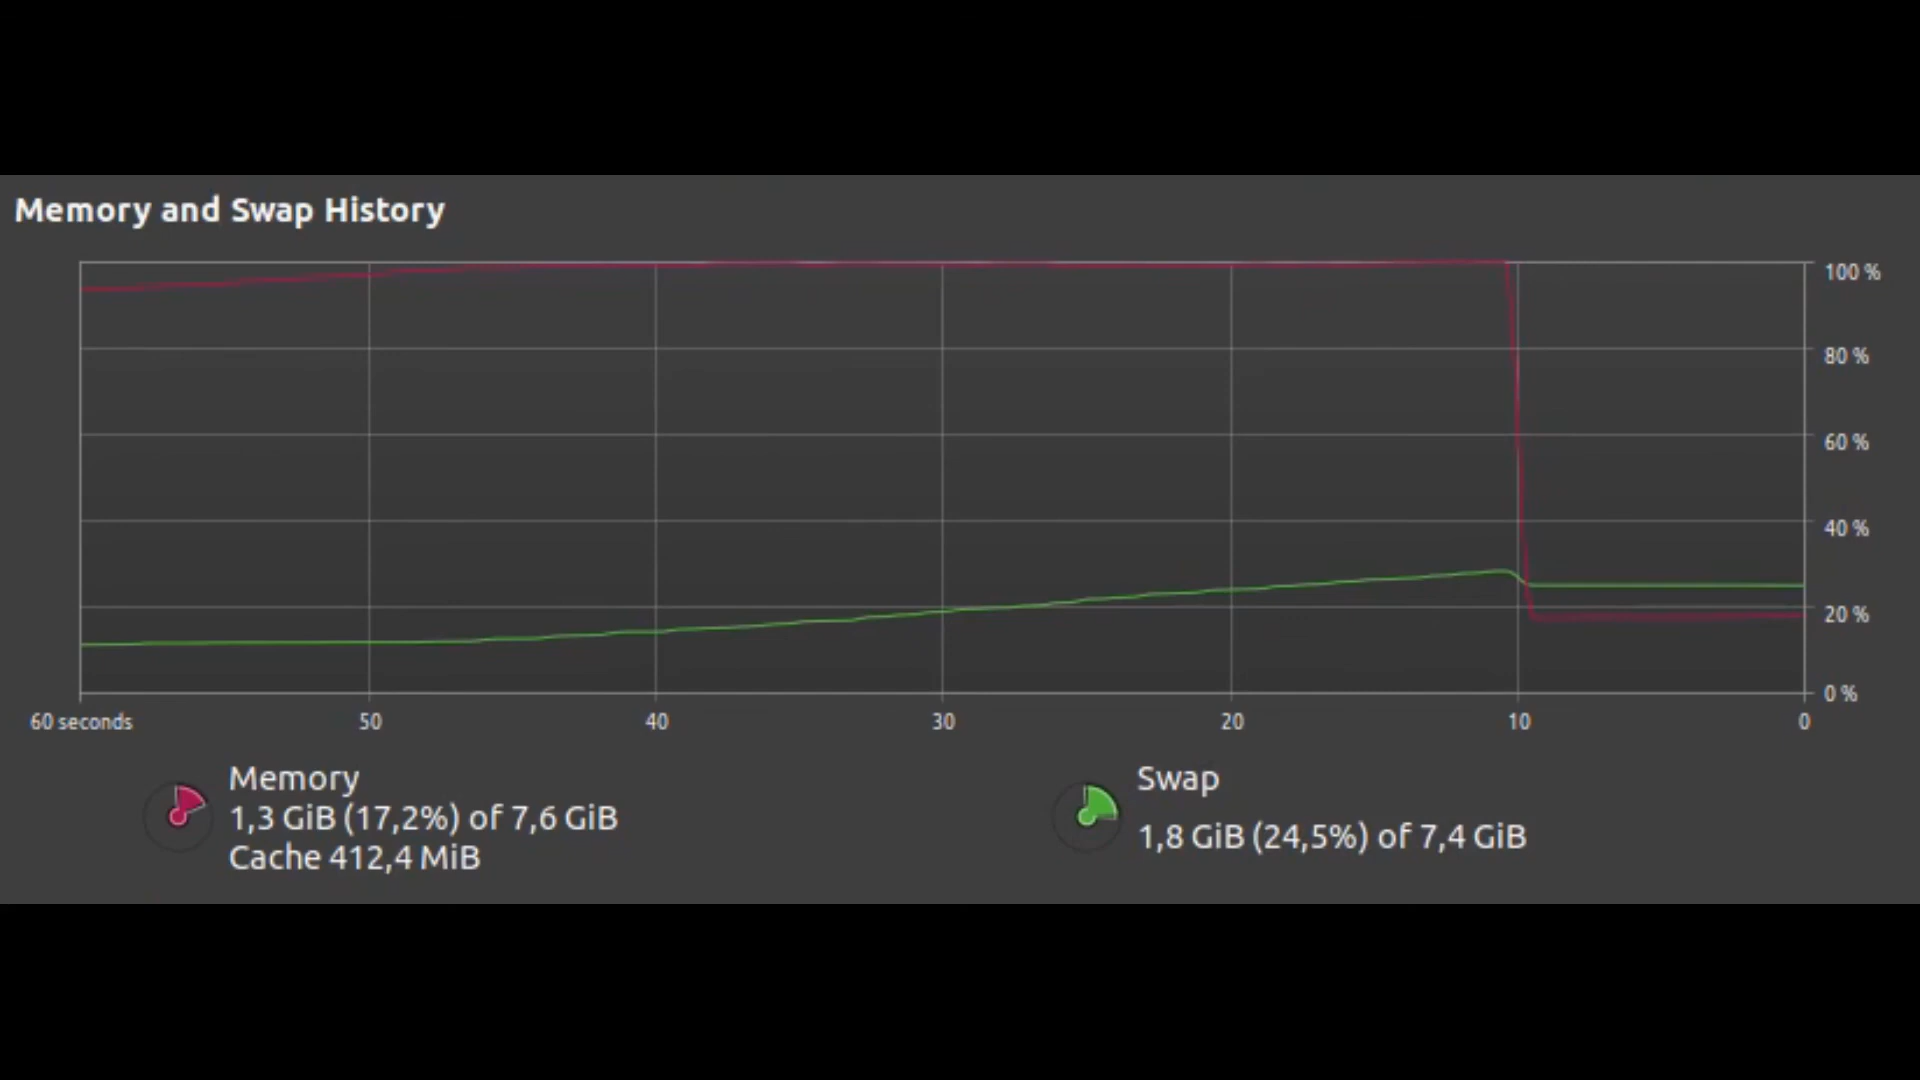 Memory and Swap History
100 %
80 %
60 %
40 %
20 %
0 %
60 seconds 50 40 30 20 10 0
Memory
1,3 GiB (17,2%) of 7,6 GiB
Cache 412,4 MiB
Swap
1,8 GiB (24,5%) of 7,4 GiB